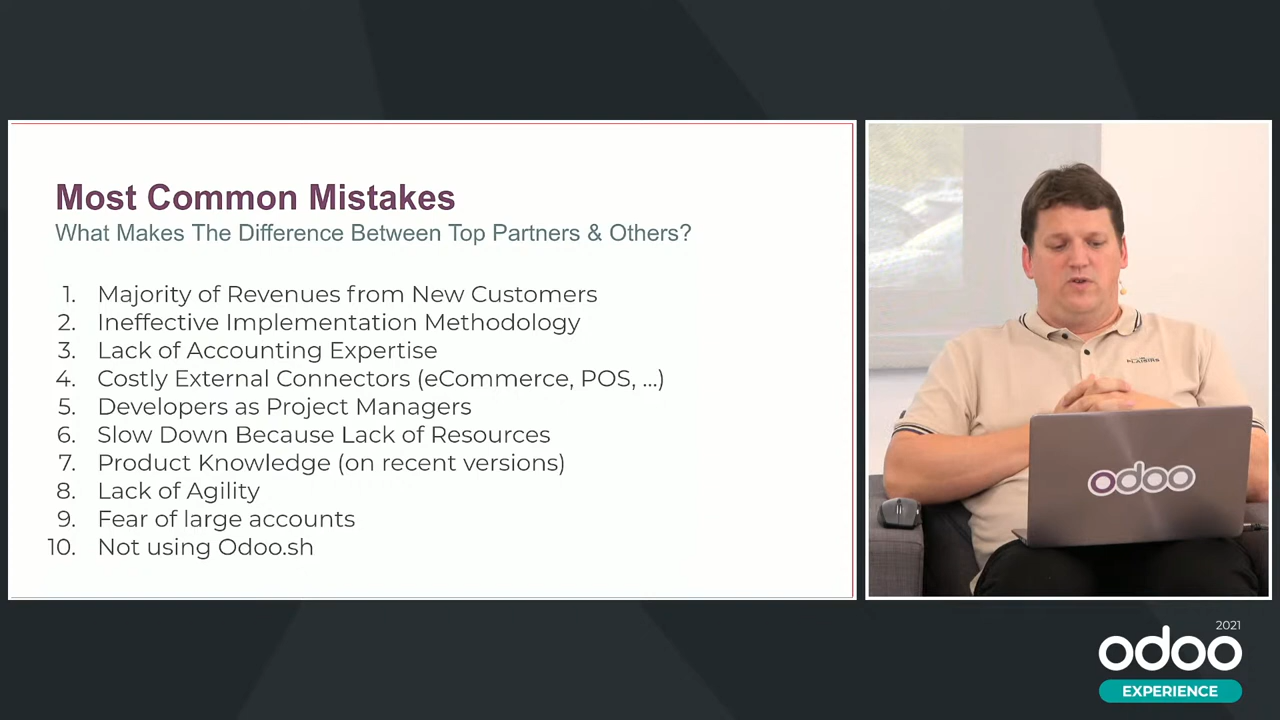 Most Common Mistakes
What Makes The Difference Between Top Partners & Others?
1. Majority of Revenues from New Customers
2. Ineffective Implementation Methodology
3. Lack of Accounting Expertise
4. Costly External Connectors (eCommerce, POS, ...)
5. Developers as Project Managers
6. Slow Down Because Lack of Resources
7. Product Knowledge (on recent versions)
8. Lack of Agility
9. Fear of large accounts
10. Not using Odoo.sh
odoo
2021
odoo
EXPERIENCE